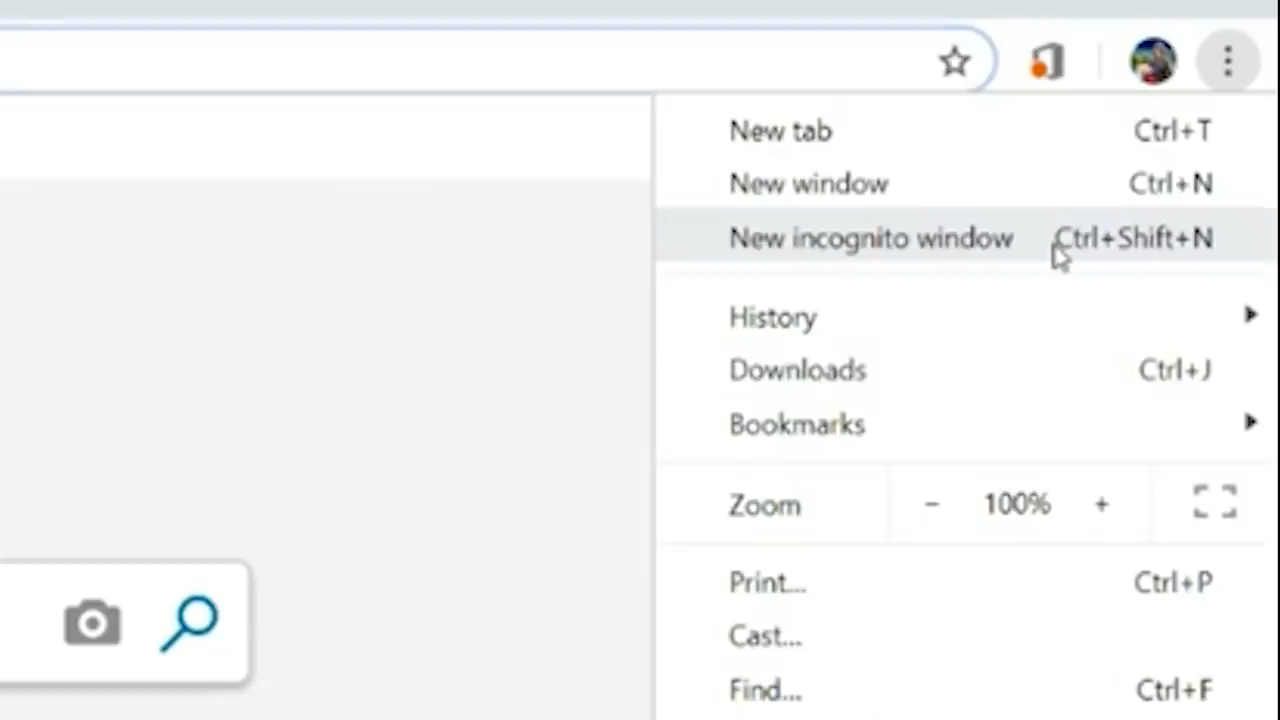 New tab Ctrl+T
New window Ctrl+N
New incognito window Ctrl+Shift+N
History
Downloads Ctrl+J
Bookmarks
Zoom − 100% +
Print... Ctrl+P
Cast...
Find... Ctrl+F